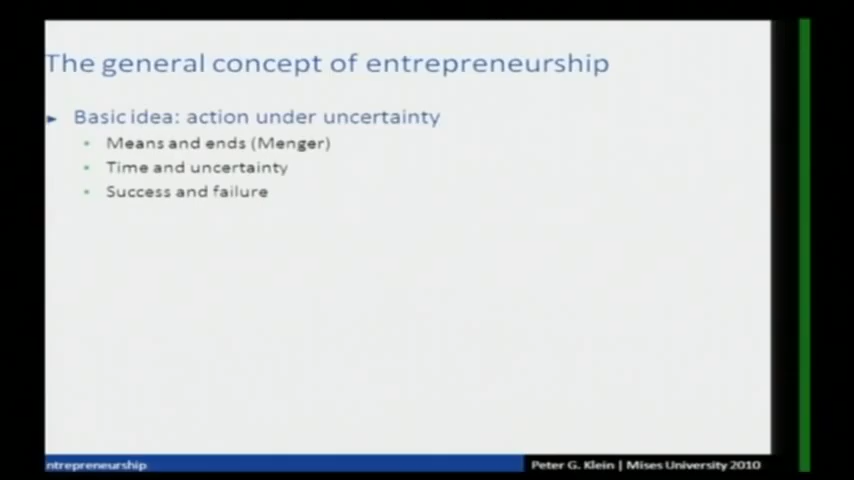 The general concept of entrepreneurship
Basic idea: action under uncertainty
Means and ends (Menger)
Time and uncertainty
Success and failure
ntrepreneurship
Peter G. Klein | Mises University 2010